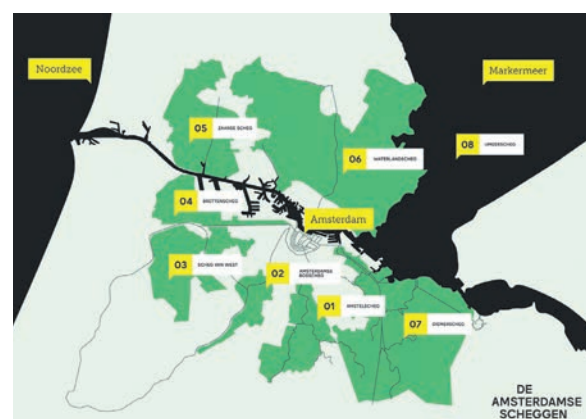 Noordzee
Markermeer
05 ZAANSE SCHEG
08 IJMEERSCHEG
06 WATERLANDSCHEG
04 BRETTENSCHEG
Amsterdam
03 SCHEG VAN WEST
02 AMSTERDAMSE
BOSSCHEG
01 AMSTELSCHEG
07 DIEMERSCHEG
DE
AMSTERDAMSE
SCHEGGEN